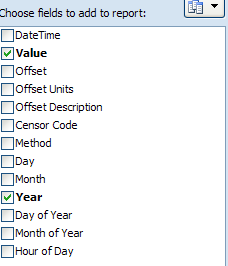 Choose fields to add to report:
DateTime
Value
Offset
Offset Units
Offset Description
Censor Code
Method
Day
Month
Year
Day of Year
Month of Year
Hour of Day